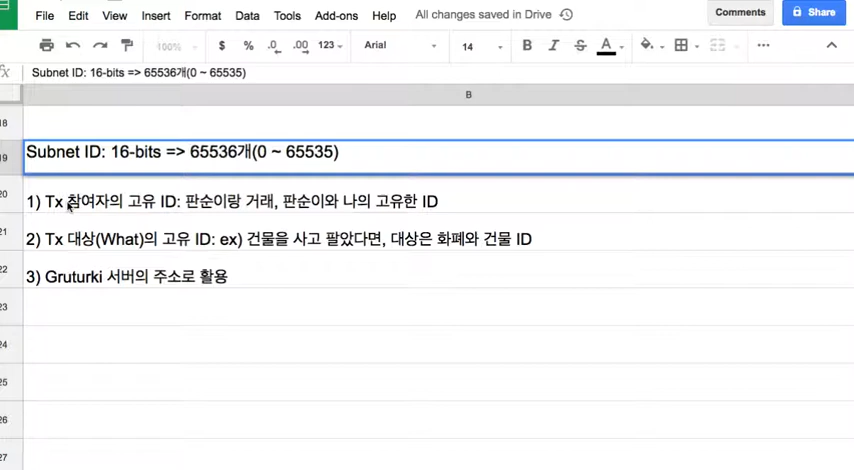 File Edit View Insert Format Data Tools Add-ons Help All changes saved in Drive Comments Share
100% $ % .0 .00 123 Arial 14 B I S A
fx Subnet ID: 16-bits => 65536개(0 ~ 65535)
B
18
19 Subnet ID: 16-bits => 65536개(0 ~ 65535)
20 1) Tx 참여자의 고유 ID: 판순이랑 거래, 판순이와 나의 고유한 ID
21 2) Tx 대상(What)의 고유 ID: ex) 건물을 사고 팔았다면, 대상은 화폐와 건물 ID
22 3) Gruturki 서버의 주소로 활용
23
24
25
26
27